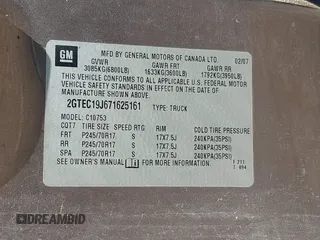 GM
MFD BY GENERAL MOTORS OF CANADA LTD. 02/07
GVWR GAWR FRT GAWR RR
3085KG(6800LB) 1633KG(3600LB) 1792KG(3950LB)
THIS VEHICLE CONFORMS TO ALL APPLICABLE U.S. FEDERAL MOTOR
VEHICLE SAFETY STANDARDS IN EFFECT ON THE DATE OF
MANUFACTURE SHOWN ABOVE.
2GTEC19J671625161 TYPE: TRUCK
MODEL: C10753
CQT7 TIRE SIZE SPEED RTG RIM COLD TIRE PRESSURE
FRT P245/70R17 S 17X7.5J 240KPA(35PSI)
RR P245/70R17 S 17X7.5J 240KPA(35PSI)
SPA P245/70R17 S 17X7.5J 240KPA(35PSI)
SEE OWNER'S MANUAL FOR ADDITIONAL INFORMATION.
DREAMBID